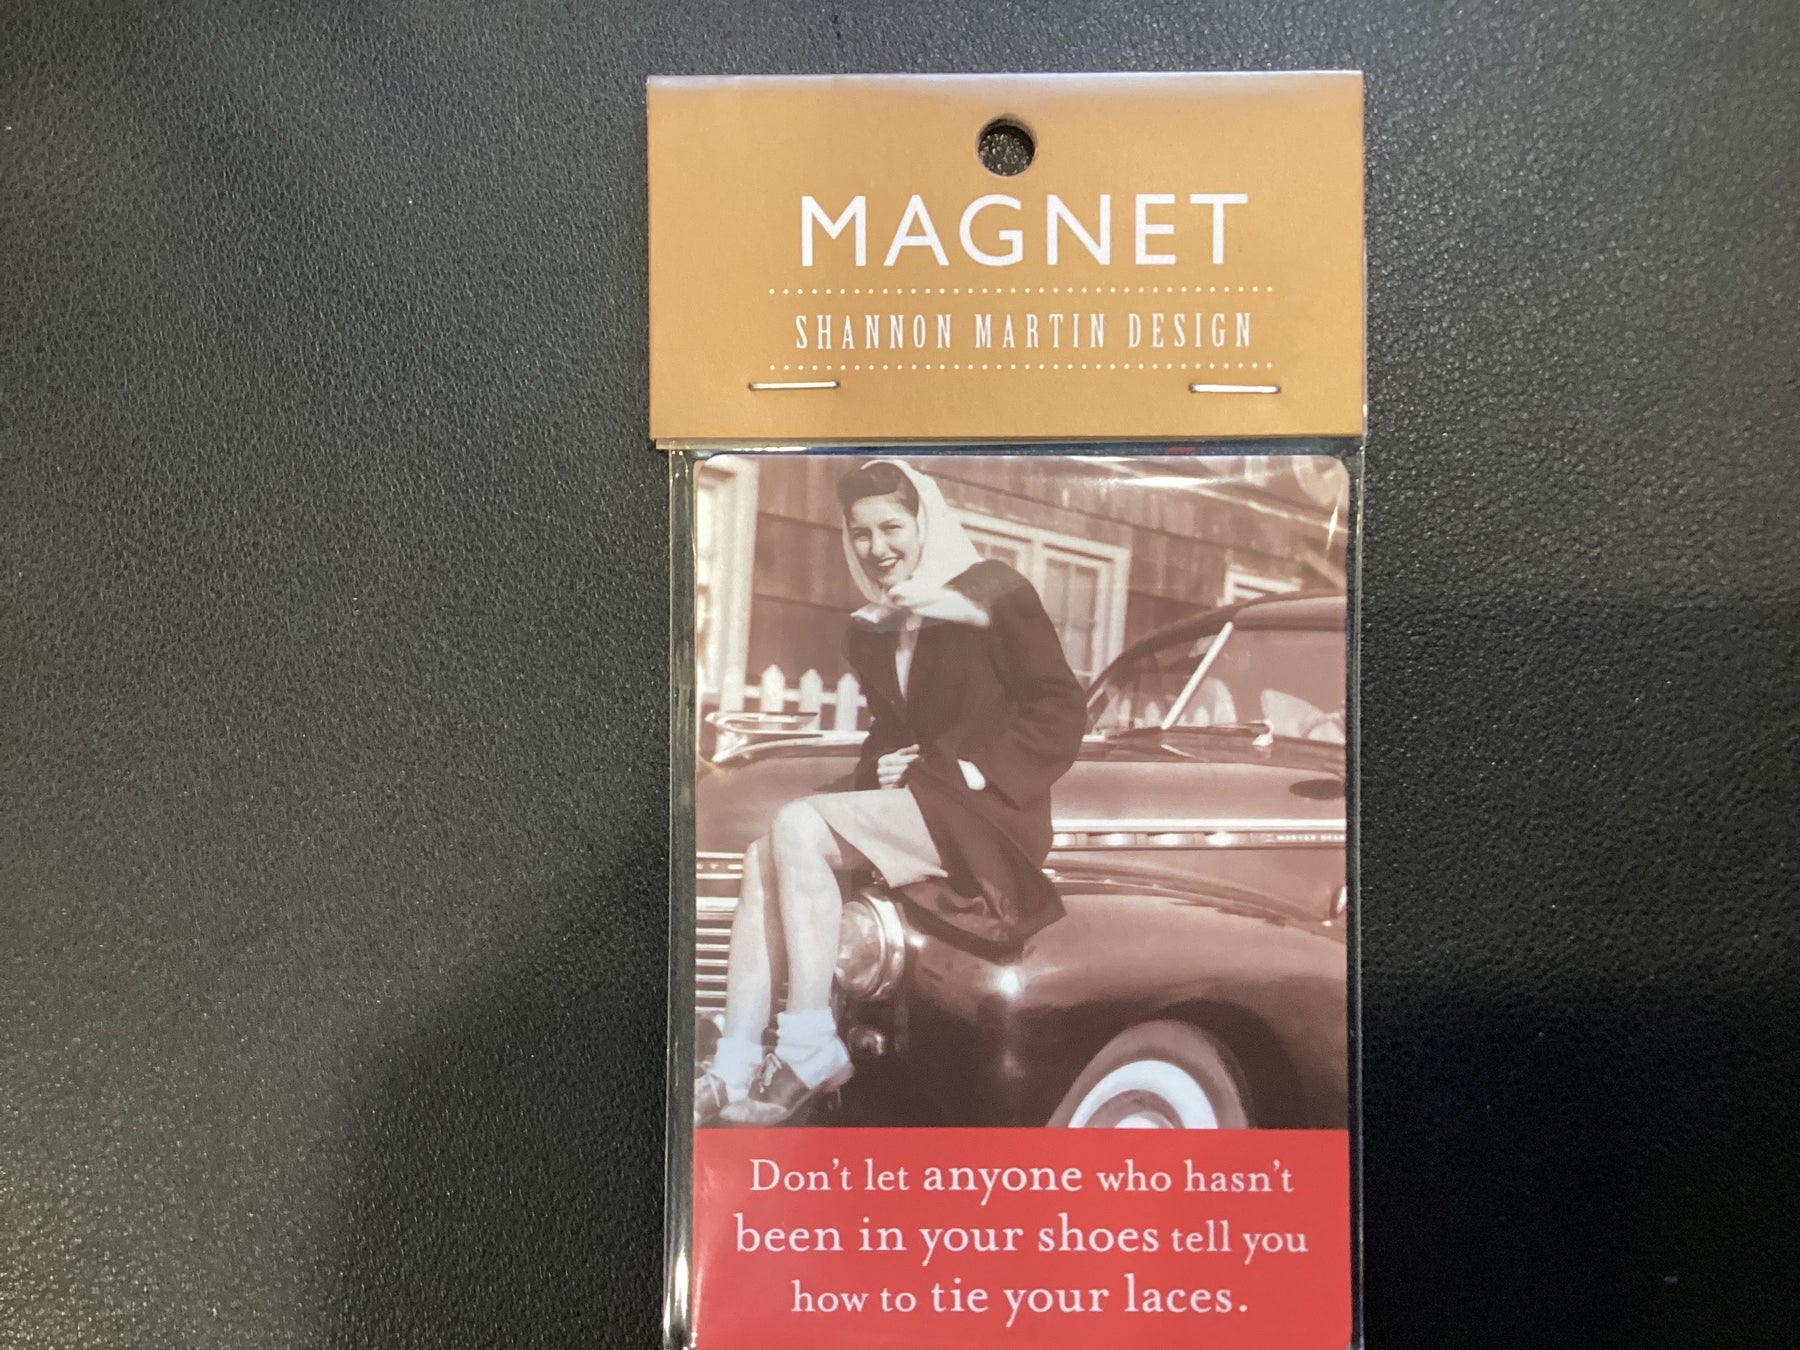 MAGNET
SHANNON MARTIN DESIGN
Don't let anyone who hasn't
been in your shoes tell you
how to tie your laces.